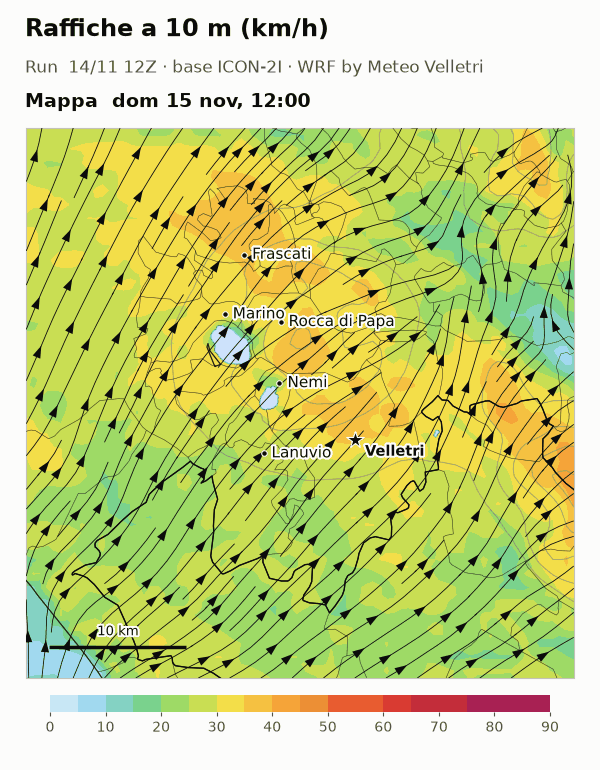 Raffiche a 10 m (km/h)
Run 14/11 12Z · base ICON-2I · WRF by Meteo Velletri
Mappa dom 15 nov, 12:00
Frascati
Marino
Rocca di Papa
Nemi
Velletri
Lanuvio
10 km
0 10 20 30 40 50 60 70 80 90